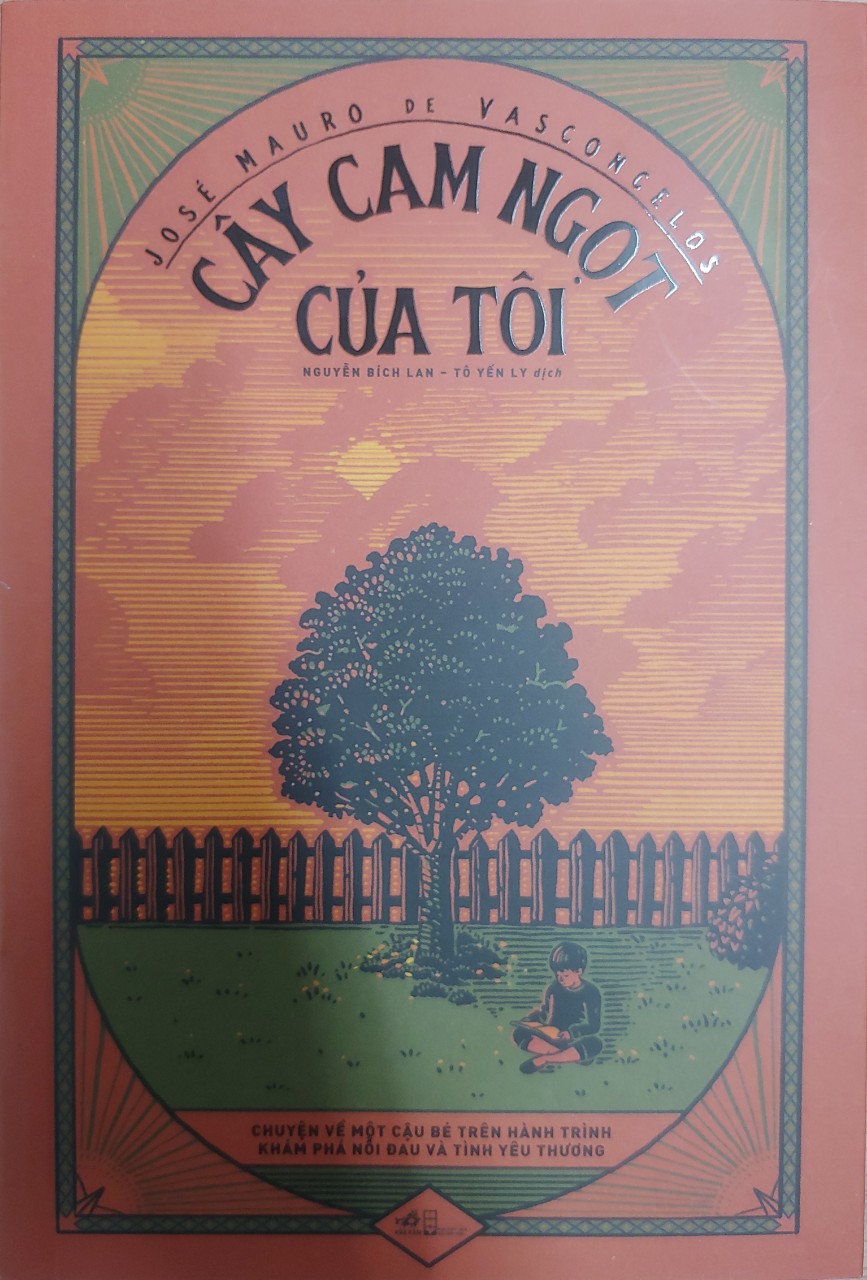 JOSÉ MAURO DE VASCONCELOS
CÂY CAM NGỌT
CỦA TÔI
NGUYỄN BÍCH LAN – TÔ YẾN LY dịch
CHUYỆN VỀ MỘT CẬU BÉ TRÊN HÀNH TRÌNH
KHÁM PHÁ NỖI ĐAU VÀ TÌNH YÊU THƯƠNG